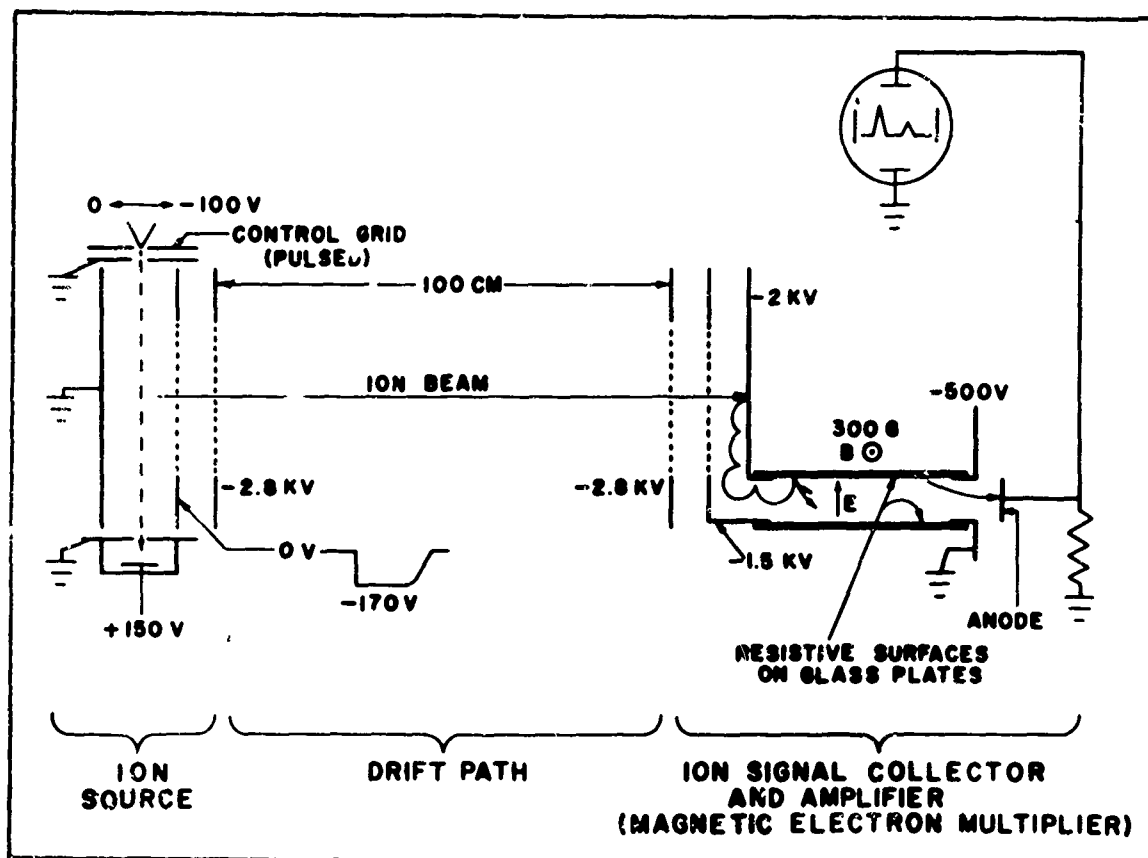 0 -100 V
CONTROL GRID
(PULSED)
100 CM
-2 KV
ION BEAM
-500V
300 G
B
-2.8 KV
-2.8 KV
E
0 V
-1.5 KV
-170 V
+150 V
ANODE
RESISTIVE SURFACES
ON GLASS PLATES
ION
SOURCE
DRIFT PATH
ION SIGNAL COLLECTOR
AND AMPLIFIER
(MAGNETIC ELECTRON MULTIPLIER)